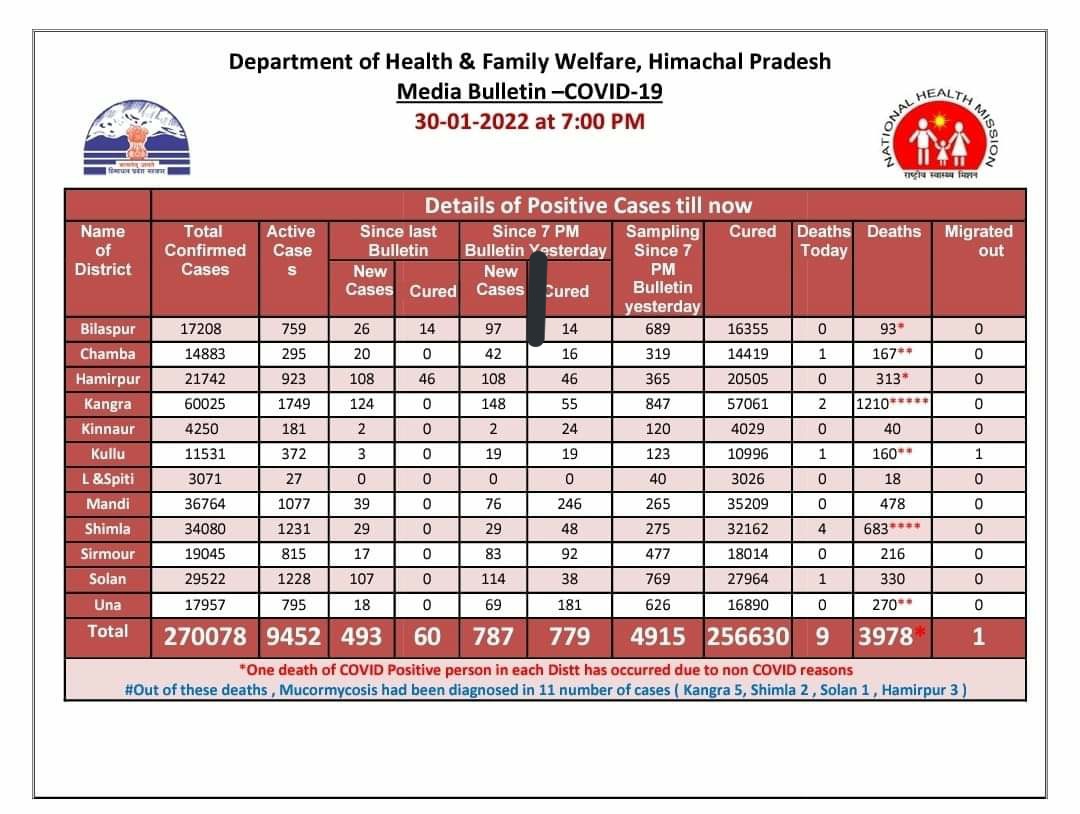 Department of Health & Family Welfare, Himachal Pradesh
Media Bulletin –COVID-19
30-01-2022 at 7:00 PM
हिमाचल प्रदेश सरकार
NATIONAL HEALTH MISSION
राष्ट्रीय स्वास्थ्य मिशन
Details of Positive Cases till now
Name of District Total Confirmed Cases Active Case s Since last Bulletin Since 7 PM Bulletin Yesterday Sampling Since 7 PM Bulletin yesterday Cured Deaths Today Deaths Migrated out
New Cases Cured New Cases Cured
Bilaspur 17208 759 26 14 97 14 689 16355 0 93* 0
Chamba 14883 295 20 0 42 16 319 14419 1 167** 0
Hamirpur 21742 923 108 46 108 46 365 20505 0 313* 0
Kangra 60025 1749 124 0 148 55 847 57061 2 1210***** 0
Kinnaur 4250 181 2 0 2 24 120 4029 0 40 0
Kullu 11531 372 3 0 19 19 123 10996 1 160** 1
L &Spiti 3071 27 0 0 0 0 40 3026 0 18 0
Mandi 36764 1077 39 0 76 246 265 35209 0 478 0
Shimla 34080 1231 29 0 29 48 275 32162 4 683**** 0
Sirmour 19045 815 17 0 83 92 477 18014 0 216 0
Solan 29522 1228 107 0 114 38 769 27964 1 330 0
Una 17957 795 18 0 69 181 626 16890 0 270** 0
Total 270078 9452 493 60 787 779 4915 256630 9 3978* 1
*One death of COVID Positive person in each Distt has occurred due to non COVID reasons
#Out of these deaths , Mucormycosis had been diagnosed in 11 number of cases ( Kangra 5, Shimla 2 , Solan 1 , Hamirpur 3 )